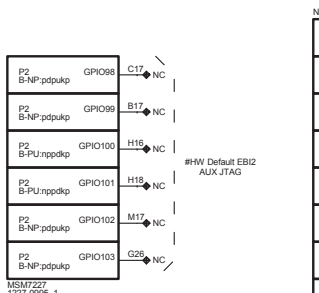 N
P2 GPIO98 C17 NC
B-NP:pdpukp
P2 GPIO99 B17 NC
B-NP:pdpukp
P2 GPIO100 H16 NC
B-PU:nppdkp
P2 GPIO101 H18 NC
B-PU:nppdkp
P2 GPIO102 M17 NC
B-NP:pdpukp
P2 GPIO103 G26 NC
B-NP:pdpukp
#HW Default EBI2
AUX JTAG
MSM7227
1227-0995_1